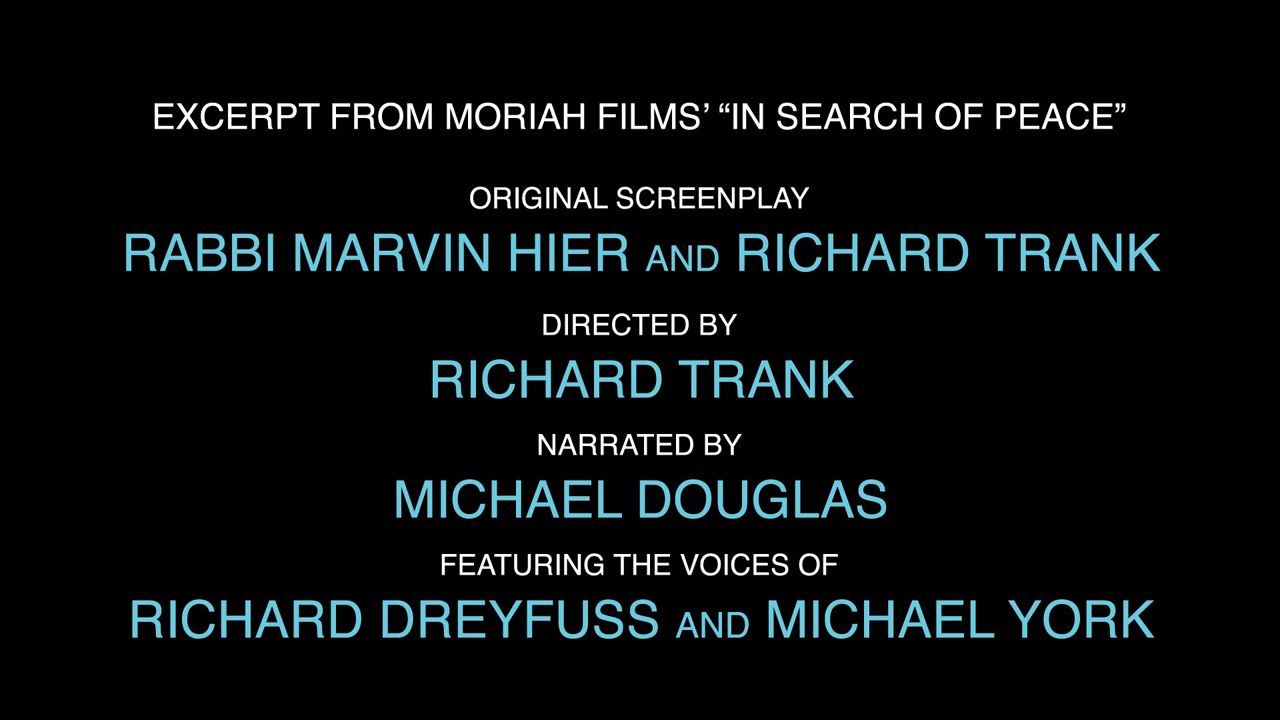 EXCERPT FROM MORIAH FILMS’ “IN SEARCH OF PEACE”
ORIGINAL SCREENPLAY
RABBI MARVIN HIER AND RICHARD TRANK
DIRECTED BY
RICHARD TRANK
NARRATED BY
MICHAEL DOUGLAS
FEATURING THE VOICES OF
RICHARD DREYFUSS AND MICHAEL YORK